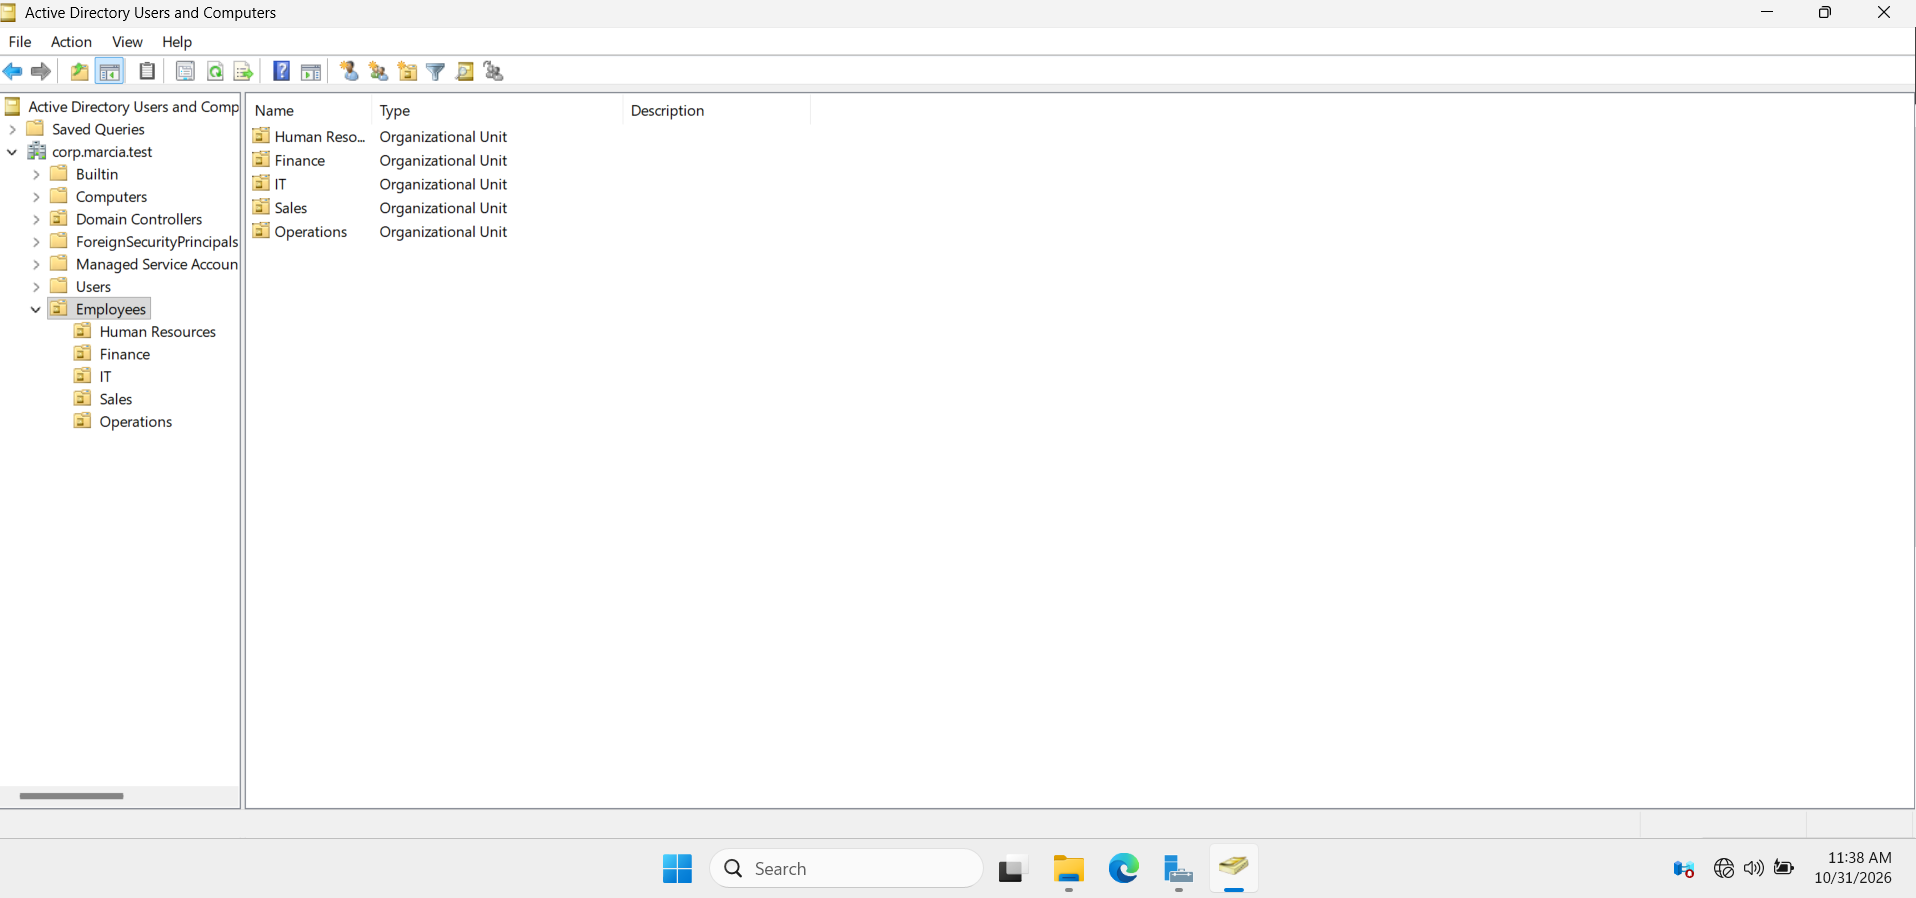 Active Directory Users and Computers
File Action View Help
Active Directory Users and Comp
Saved Queries
corp.marcia.test
Builtin
Computers
Domain Controllers
ForeignSecurityPrincipals
Managed Service Accoun
Users
Employees
Human Resources
Finance
IT
Sales
Operations
Name Type Description
Human Reso... Organizational Unit
Finance Organizational Unit
IT Organizational Unit
Sales Organizational Unit
Operations Organizational Unit
Search
11:38 AM
10/31/2026